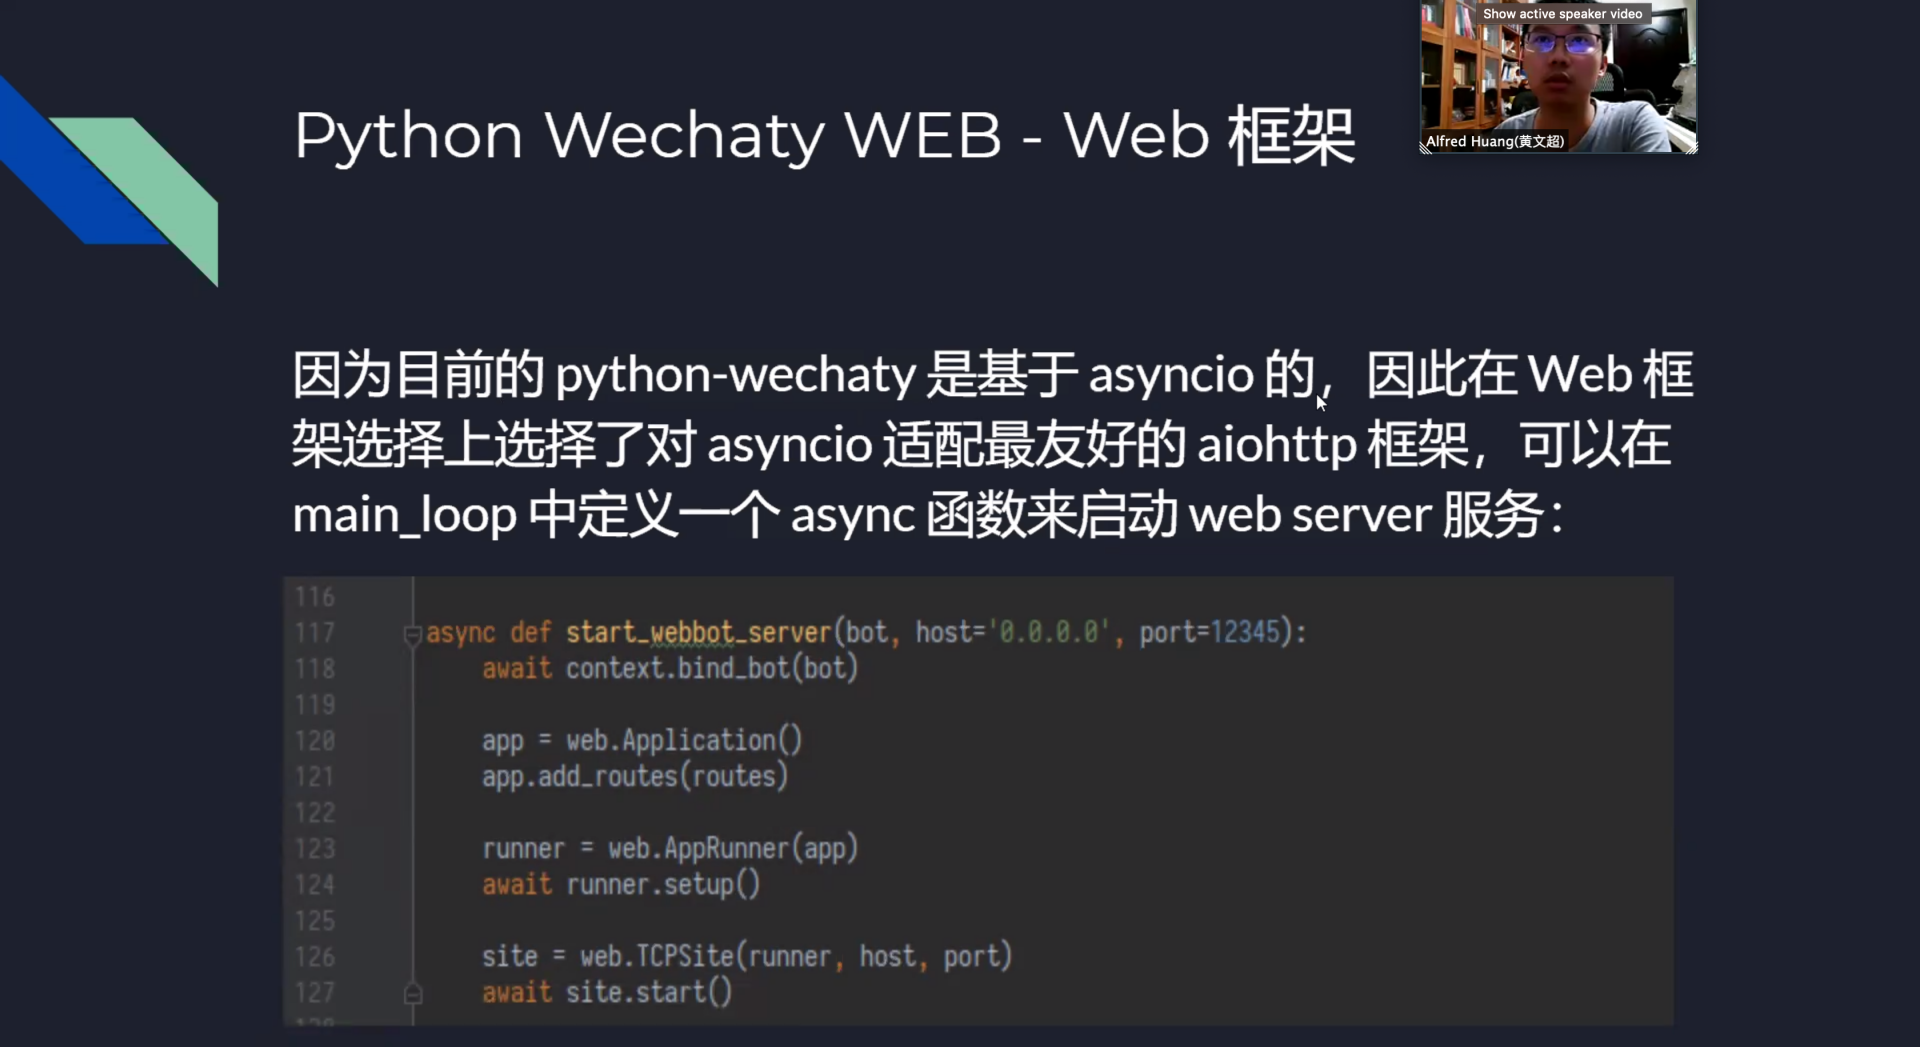 Show active speaker video
Alfred Huang(黄文超)
Python Wechaty WEB - Web 框架
因为目前的 python-wechaty 是基于 asyncio 的，因此在 Web 框
架选择上选择了对 asyncio 适配最友好的 aiohttp 框架，可以在
main_loop 中定义一个 async 函数来启动 web server 服务：
116
117 async def start_webbot_server(bot, host='0.0.0.0', port=12345):
118 await context.bind_bot(bot)
119
120 app = web.Application()
121 app.add_routes(routes)
122
123 runner = web.AppRunner(app)
124 await runner.setup()
125
126 site = web.TCPSite(runner, host, port)
127 await site.start()